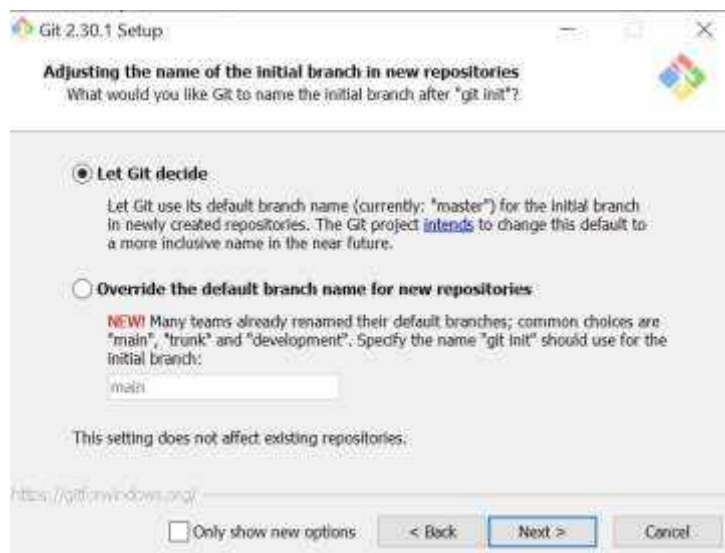 Git 2.30.1 Setup
Adjusting the name of the initial branch in new repositories
What would you like Git to name the initial branch after "git init"?
Let Git decide
Let Git use its default branch name (currently: "master") for the initial branch
in newly created repositories. The Git project intends to change this default to
a more inclusive name in the near future.
Override the default branch name for new repositories
NEW! Many teams already renamed their default branches; common choices are
"main", "trunk" and "development". Specify the name "git init" should use for the
initial branch:
main
This setting does not affect existing repositories.
https://gitforwindows.org/
Only show new options
< Back
Next >
Cancel